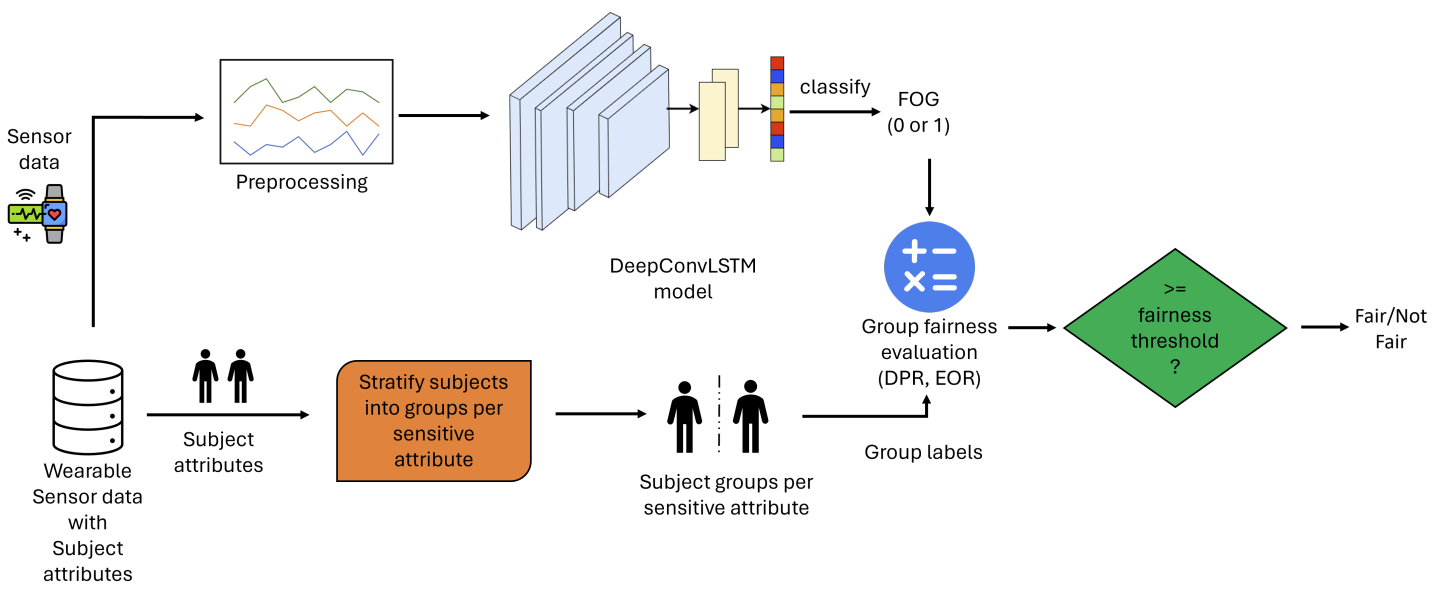 Sensor
data
Preprocessing
DeepConvLSTM
model
classify
FOG
(0 or 1)
Group fairness
evaluation
(DPR, EOR)
>=
fairness
threshold
?
Fair/Not
Fair
Wearable
Sensor data
with
Subject
attributes
Subject
attributes
Stratify subjects
into groups per
sensitive
attribute
Subject groups per
sensitive attribute
Group labels